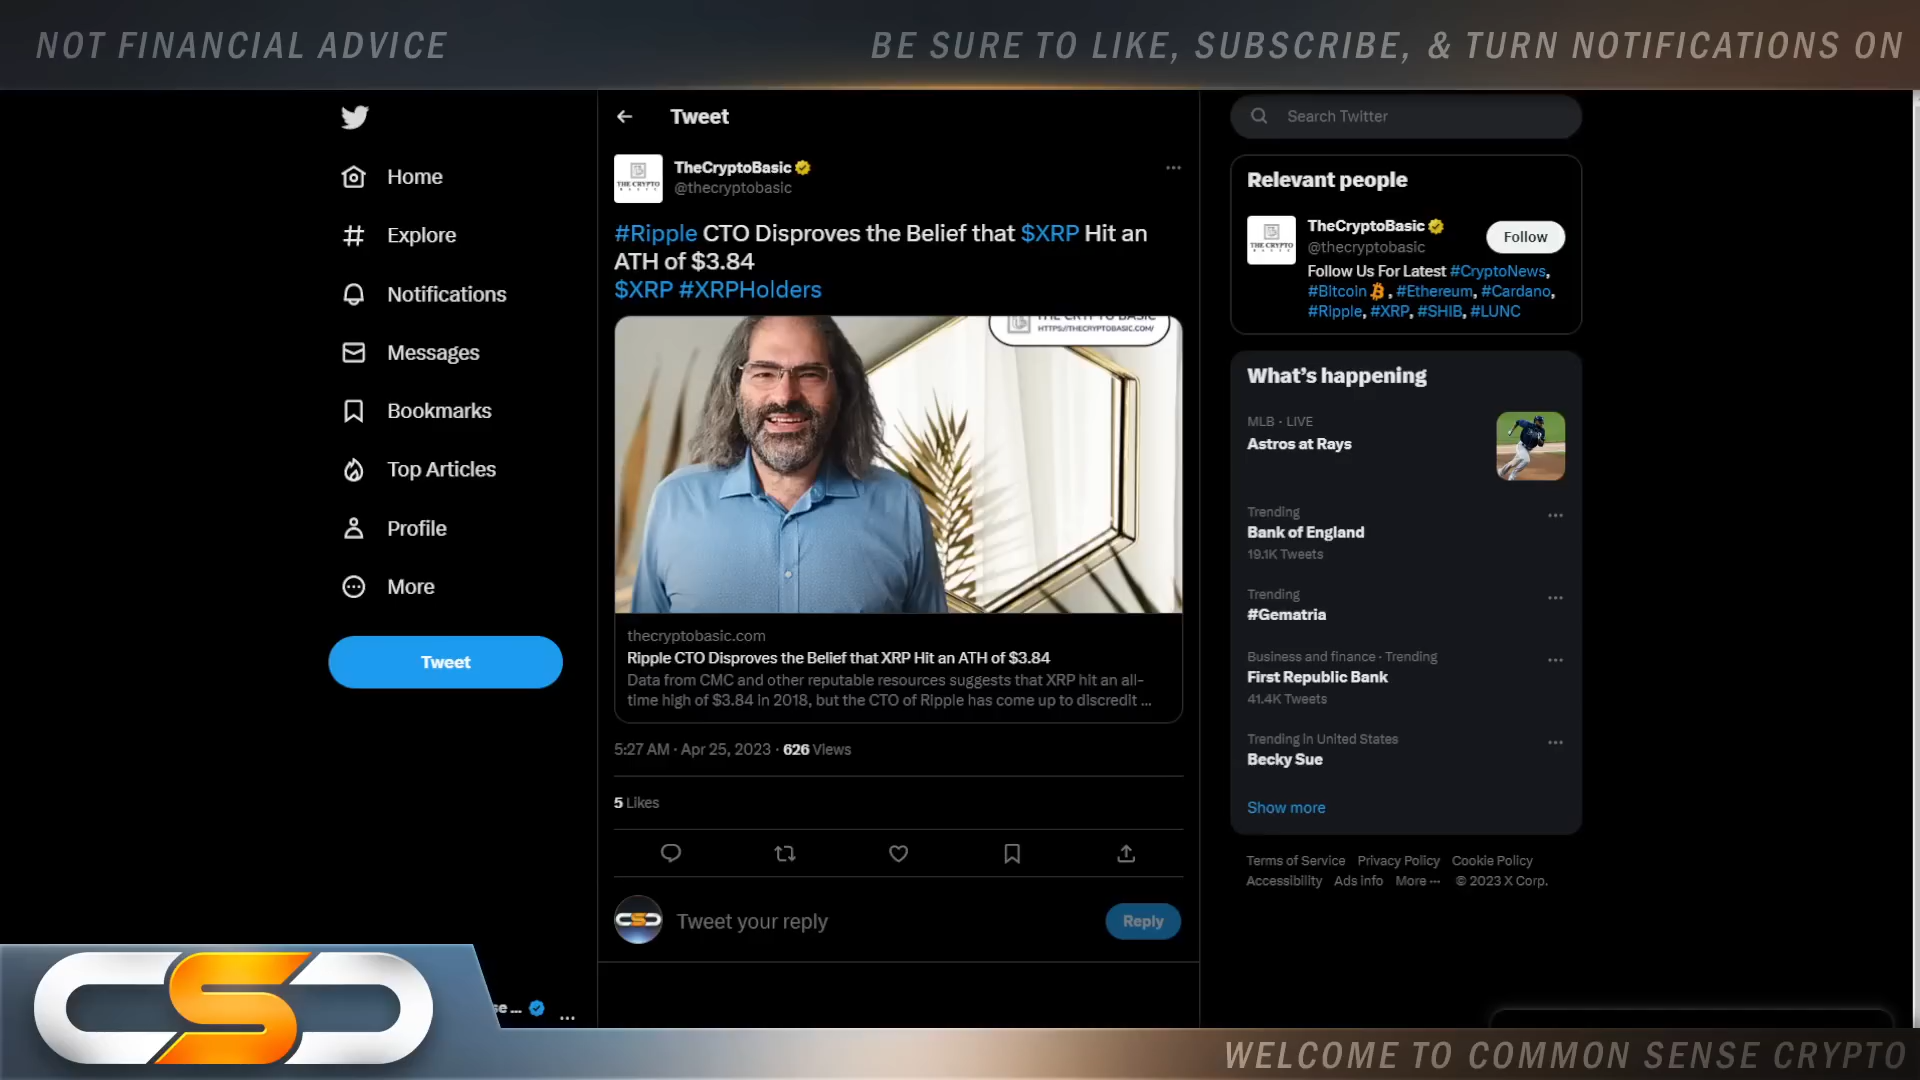 NOT FINANCIAL ADVICE
BE SURE TO LIKE, SUBSCRIBE, & TURN NOTIFICATIONS ON
Home
Explore
Notifications
Messages
Bookmarks
Top Articles
Profile
More
Tweet
Tweet
TheCryptoBasic
@thecryptobasic
#Ripple CTO Disproves the Belief that $XRP Hit an
ATH of $3.84
$XRP #XRPHolders
THE CRYPTO BASIC
HTTPS://THECRYPTOBASIC.COM/
thecryptobasic.com
Ripple CTO Disproves the Belief that XRP Hit an ATH of $3.84
Data from CMC and other reputable resources suggests that XRP hit an all-
time high of $3.84 in 2018, but the CTO of Ripple has come up to discredit ...
5:27 AM · Apr 25, 2023 · 626 Views
5 Likes
Tweet your reply
Reply
Search Twitter
Relevant people
TheCryptoBasic
@thecryptobasic
Follow
Follow Us For Latest #CryptoNews,
#Bitcoin, #Ethereum, #Cardano,
#Ripple, #XRP, #SHIB, #LUNC
What's happening
MLB · LIVE
Astros at Rays
Trending
Bank of England
19.1K Tweets
Trending
#Gematria
Business and finance · Trending
First Republic Bank
41.4K Tweets
Trending in United States
Becky Sue
Show more
Terms of Service Privacy Policy Cookie Policy
Accessibility Ads info More ··· © 2023 X Corp.
CSC
se ...
WELCOME TO COMMON SENSE CRYPTO